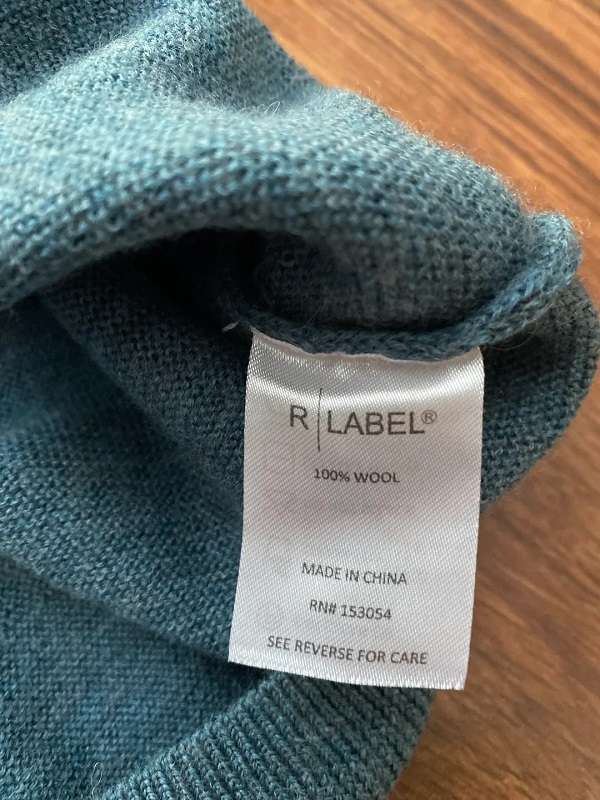 R|LABEL®
100% WOOL
MADE IN CHINA
RN# 153054
SEE REVERSE FOR CARE